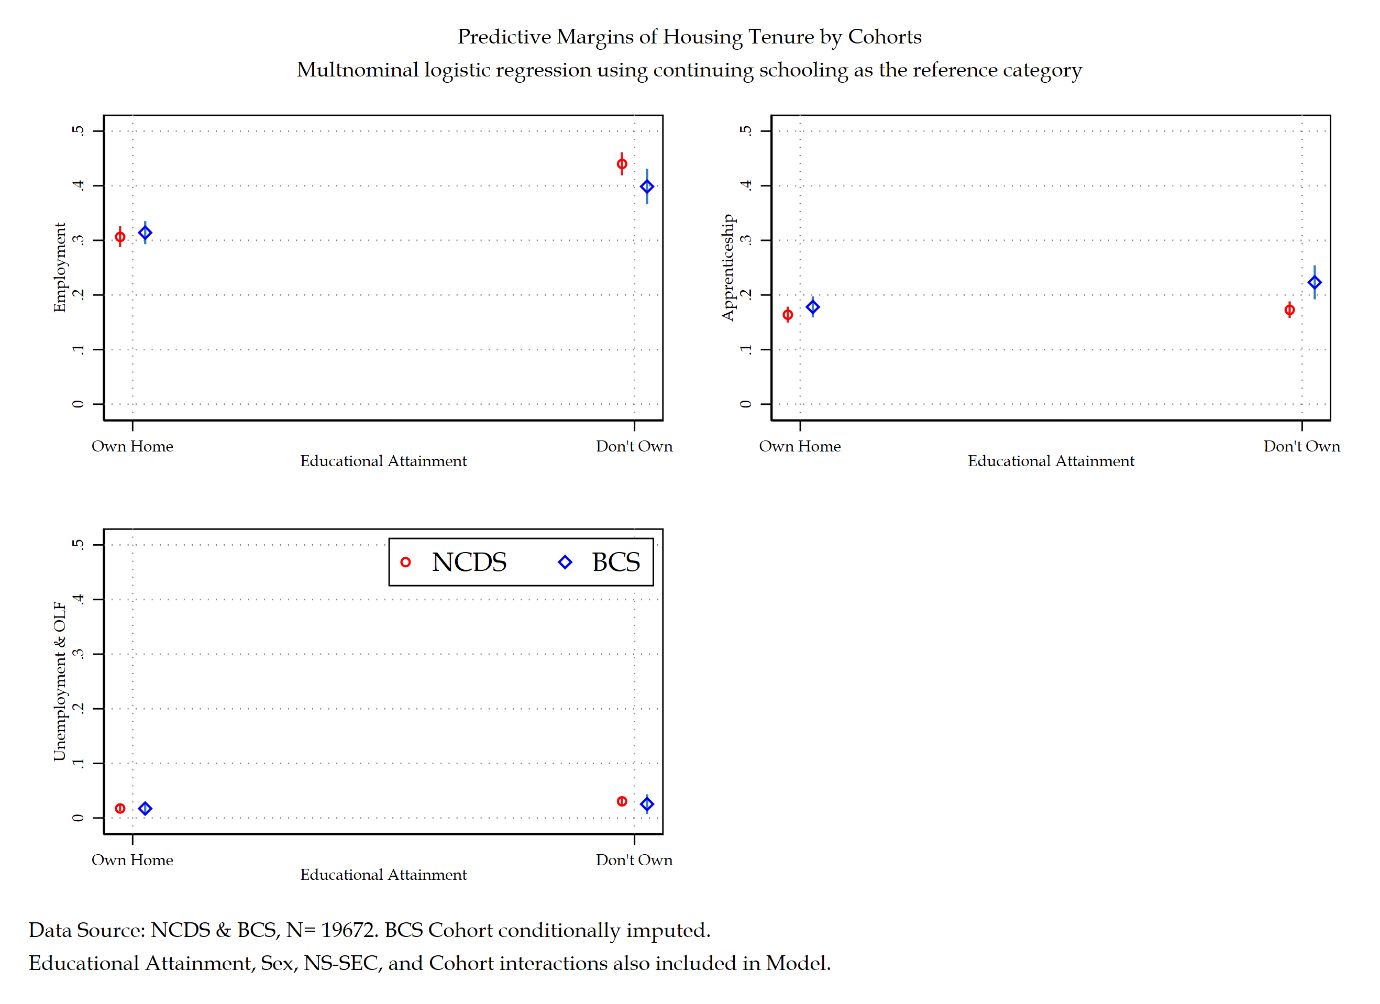 Predictive Margins of Housing Tenure by Cohorts
Multnominal logistic regression using continuing schooling as the reference category
Employment
.5
.4
.3
.2
.1
0
Own Home
Don't Own
Educational Attainment
Apprenticeship
.5
.4
.3
.2
.1
0
Own Home
Don't Own
Educational Attainment
Unemployment & OLF
.5
.4
.3
.2
.1
0
NCDS BCS
Own Home
Don't Own
Educational Attainment
Data Source: NCDS & BCS, N= 19672. BCS Cohort conditionally imputed.
Educational Attainment, Sex, NS-SEC, and Cohort interactions also included in Model.